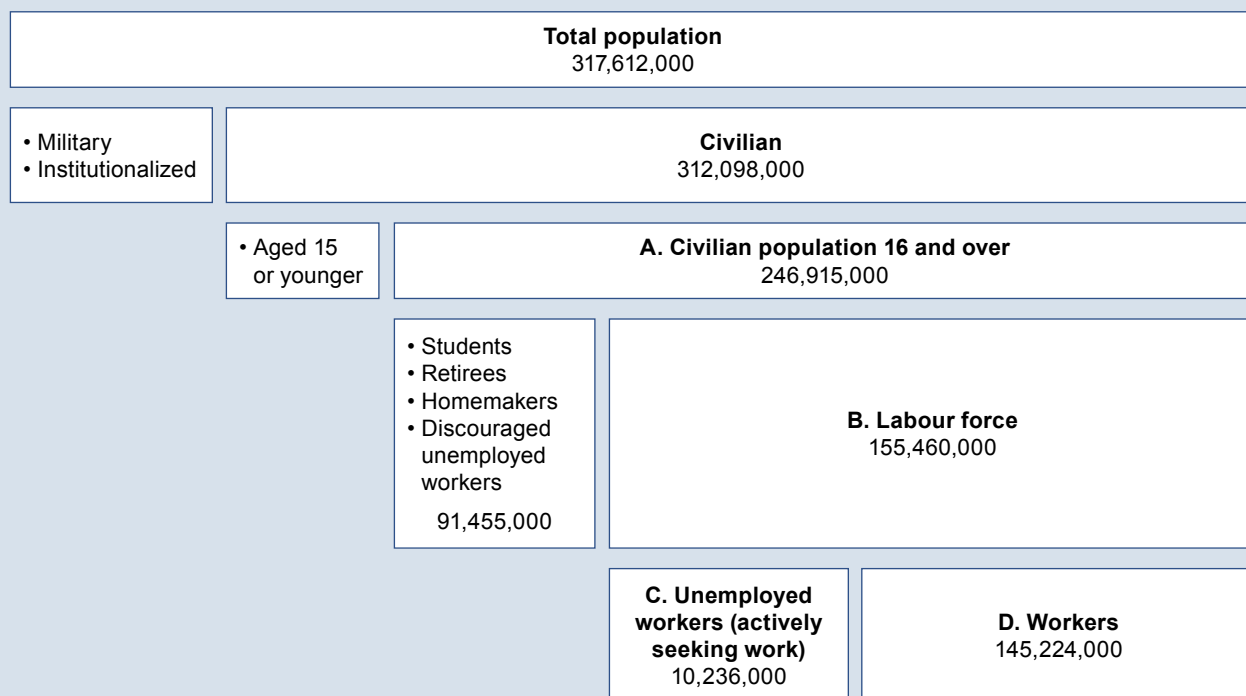 Total population
317,612,000
• Military
• Institutionalized
Civilian
312,098,000
• Aged 15
or younger
A. Civilian population 16 and over
246,915,000
• Students
• Retirees
• Homemakers
• Discouraged
unemployed
workers
91,455,000
B. Labour force
155,460,000
C. Unemployed
workers (actively
seeking work)
10,236,000
D. Workers
145,224,000